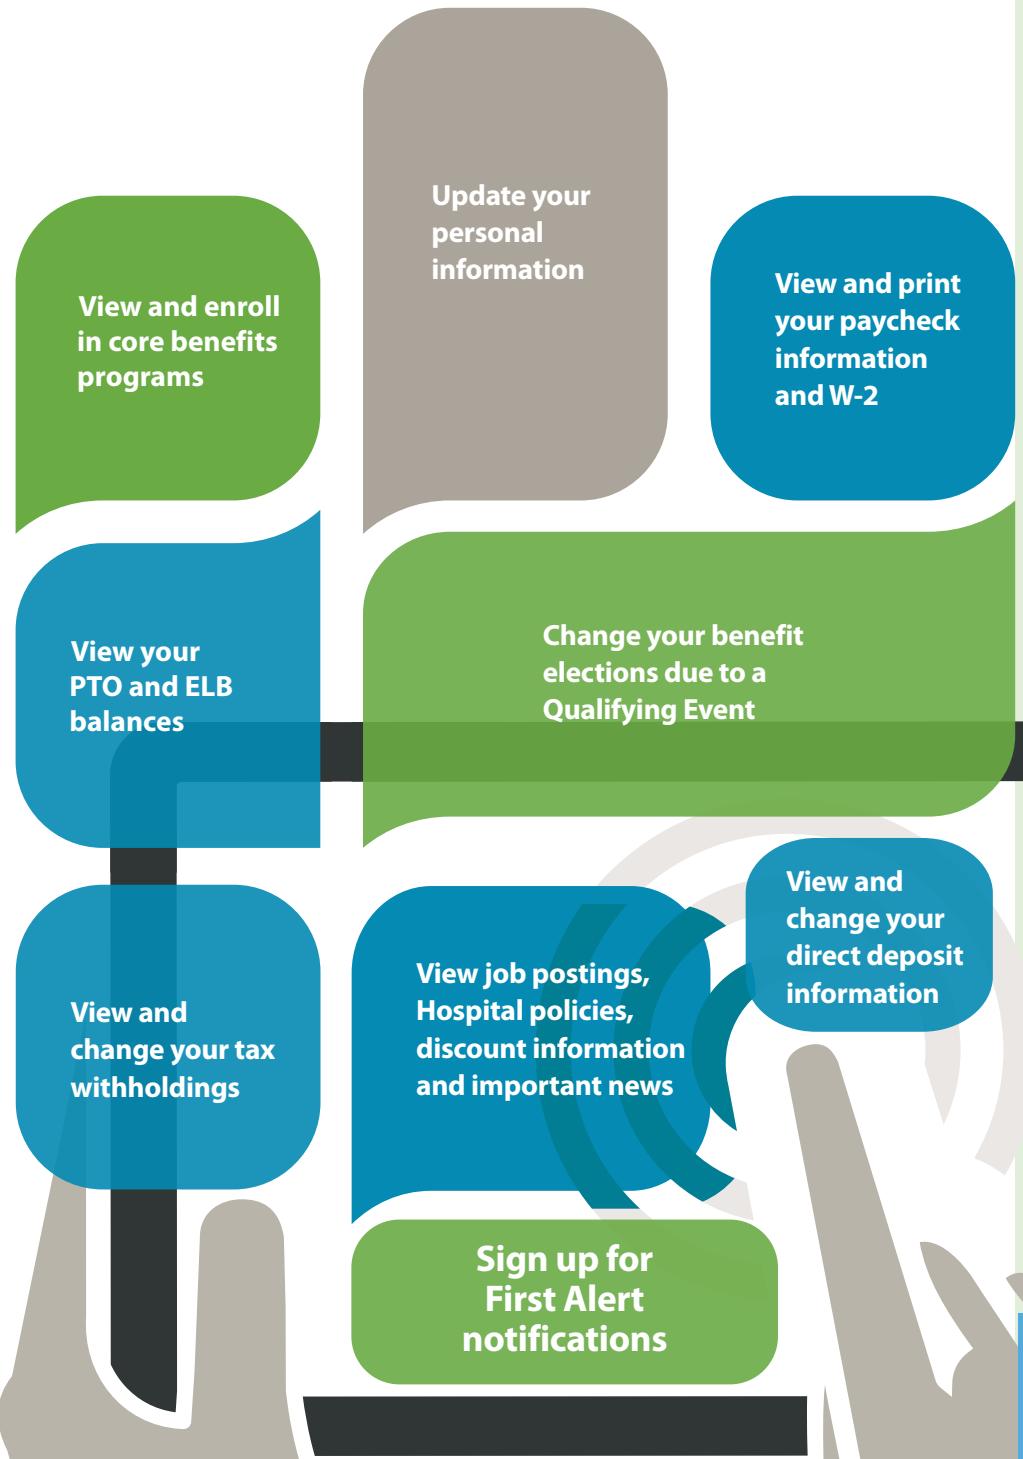 Update your
personal
information
View and enroll
in core benefits
programs
View and print
your paycheck
information
and W-2
View your
PTO and ELB
balances
Change your benefit
elections due to a
Qualifying Event
View and
change your
direct deposit
information
View job postings,
Hospital policies,
discount information
and important news
View and
change your tax
withholdings
Sign up for
First Alert
notifications